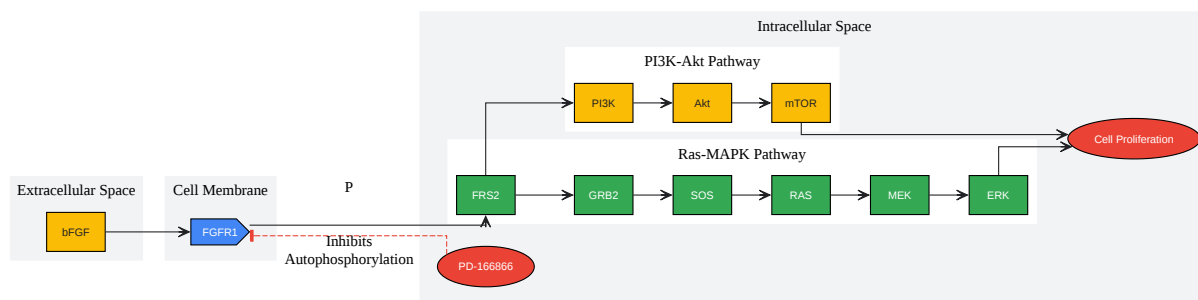 Intracellular Space
PI3K-Akt Pathway
PI3K
Akt
mTOR
Cell Proliferation
Ras-MAPK Pathway
Extracellular Space
Cell Membrane
P
FRS2
GRB2
SOS
RAS
MEK
ERK
bFGF
FGFR1
Inhibits
Autophosphorylation
PD-166866